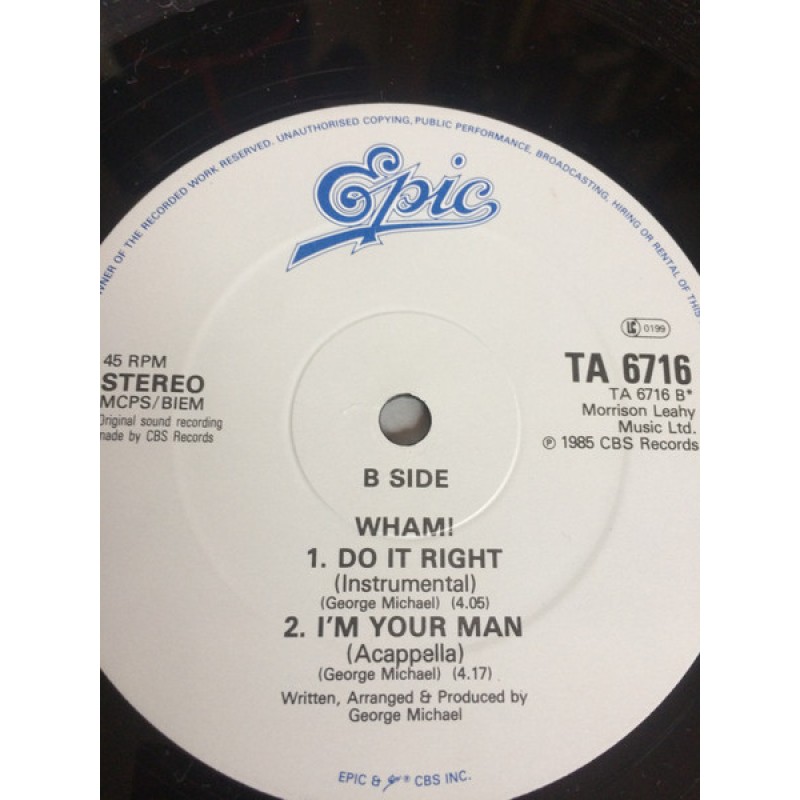 OWNER OF THE RECORDED WORK RESERVED. UNAUTHORISED COPYING, PUBLIC PERFORMANCE, BROADCASTING, HIRING OR RENTAL OF THIS
Epic
LC 0199
45 RPM
STEREO
MCPS/BIEM
Original sound recording
made by CBS Records
TA 6716
TA 6716 B*
Morrison Leahy
Music Ltd.
℗ 1985 CBS Records
B SIDE
WHAM!
1. DO IT RIGHT
(Instrumental)
(George Michael) (4.05)
2. I'M YOUR MAN
(Acappella)
(George Michael) (4.17)
Written, Arranged & Produced by
George Michael
EPIC & Epic ® CBS INC.